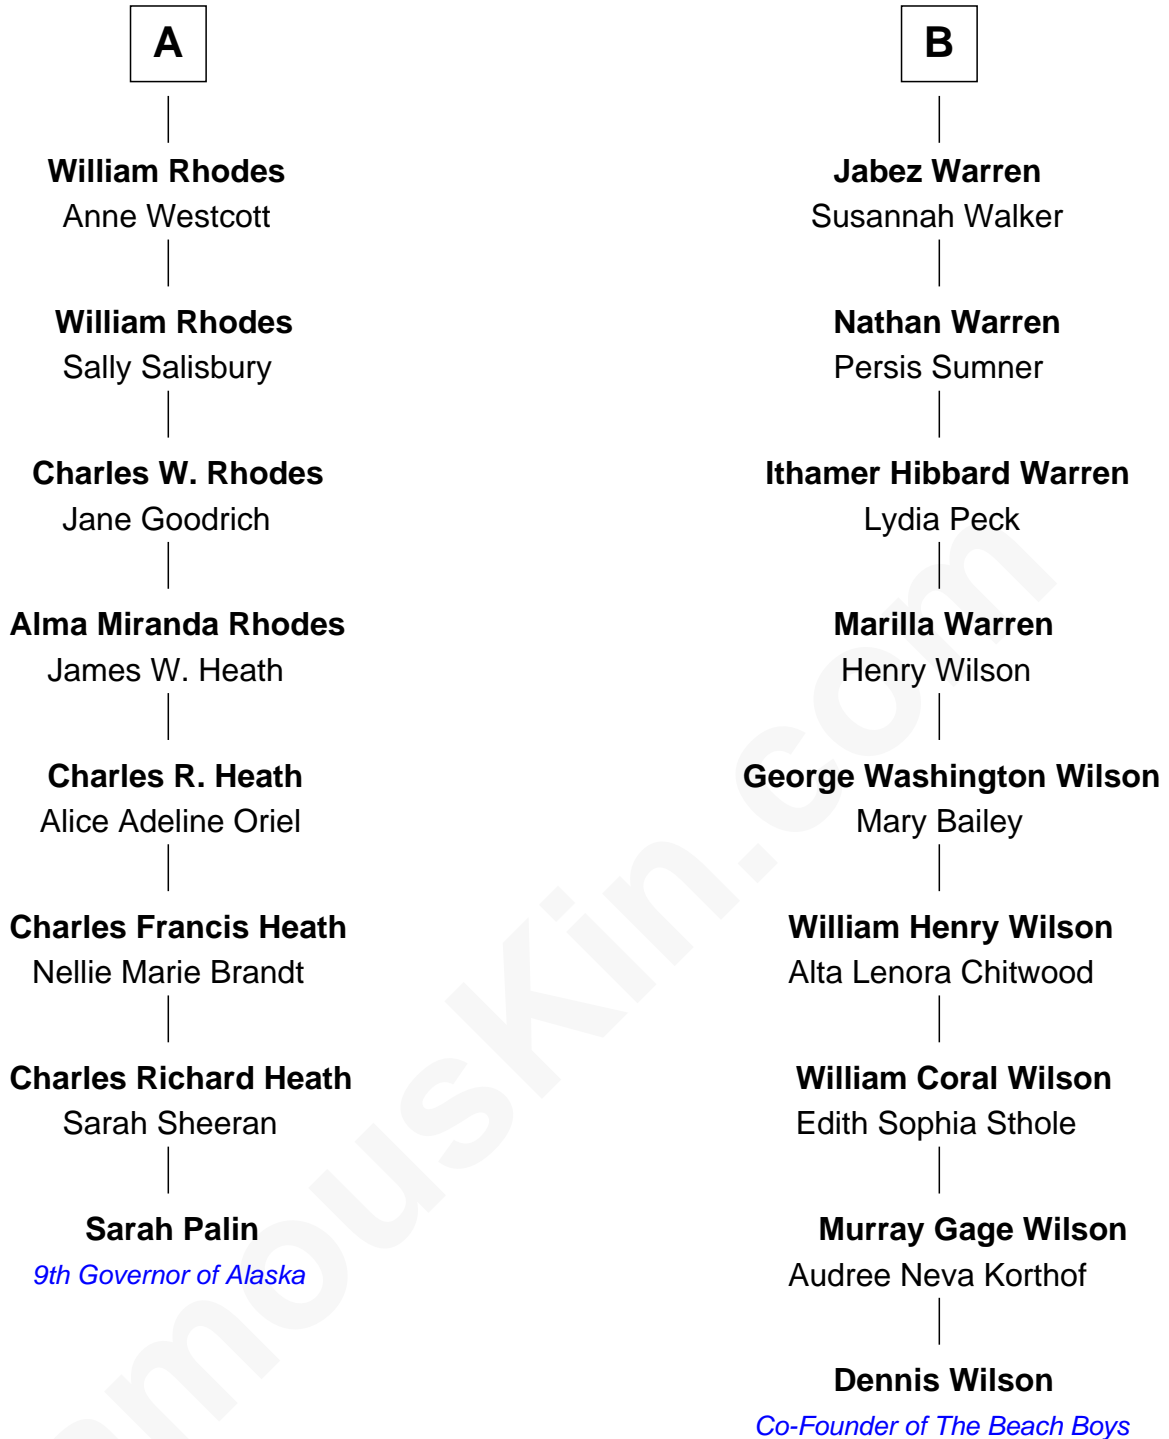 A
William Rhodes
Anne Westcott
William Rhodes
Sally Salisbury
Charles W. Rhodes
Jane Goodrich
Alma Miranda Rhodes
James W. Heath
Charles R. Heath
Alice Adeline Oriel
Charles Francis Heath
Nellie Marie Brandt
Charles Richard Heath
Sarah Sheeran
Sarah Palin
9th Governor of Alaska
B
Jabez Warren
Susannah Walker
Nathan Warren
Persis Sumner
Ithamer Hibbard Warren
Lydia Peck
Marilla Warren
Henry Wilson
George Washington Wilson
Mary Bailey
William Henry Wilson
Alta Lenora Chitwood
William Coral Wilson
Edith Sophia Sthole
Murray Gage Wilson
Audree Neva Korthof
Dennis Wilson
Co-Founder of The Beach Boys
amousKin.com